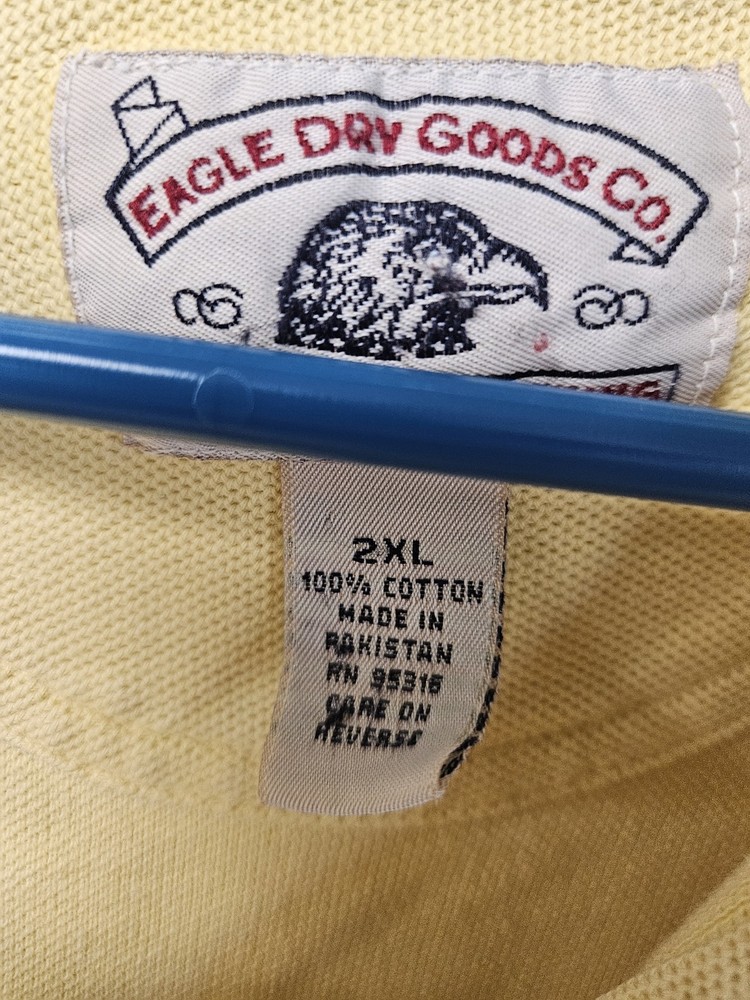 EAGLE DRY GOODS CO.
2XL
100% COTTON
MADE IN
PAKISTAN
RN 95316
CARE ON
REVERSE